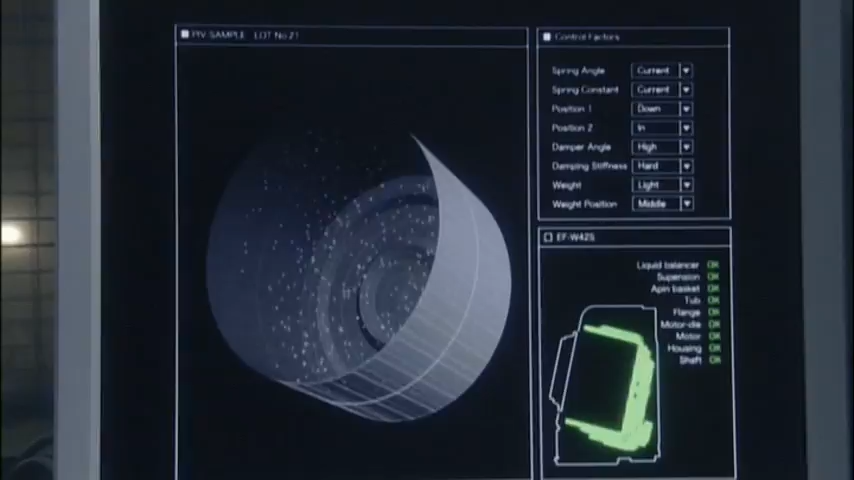 PIV-SAMPLE LOT No.21
Control Factors
Spring Angle Current
Spring Constant Current
Position 1 Down
Position 2 In
Damper Angle High
Damping Stiffness Hard
Weight Light
Weight Position Middle
EF-W42S
Liquid balancer OK
Supension OK
Apin basket OK
Tub OK
Flange OK
Motor-die OK
Motor OK
Housing OK
Shaft OK